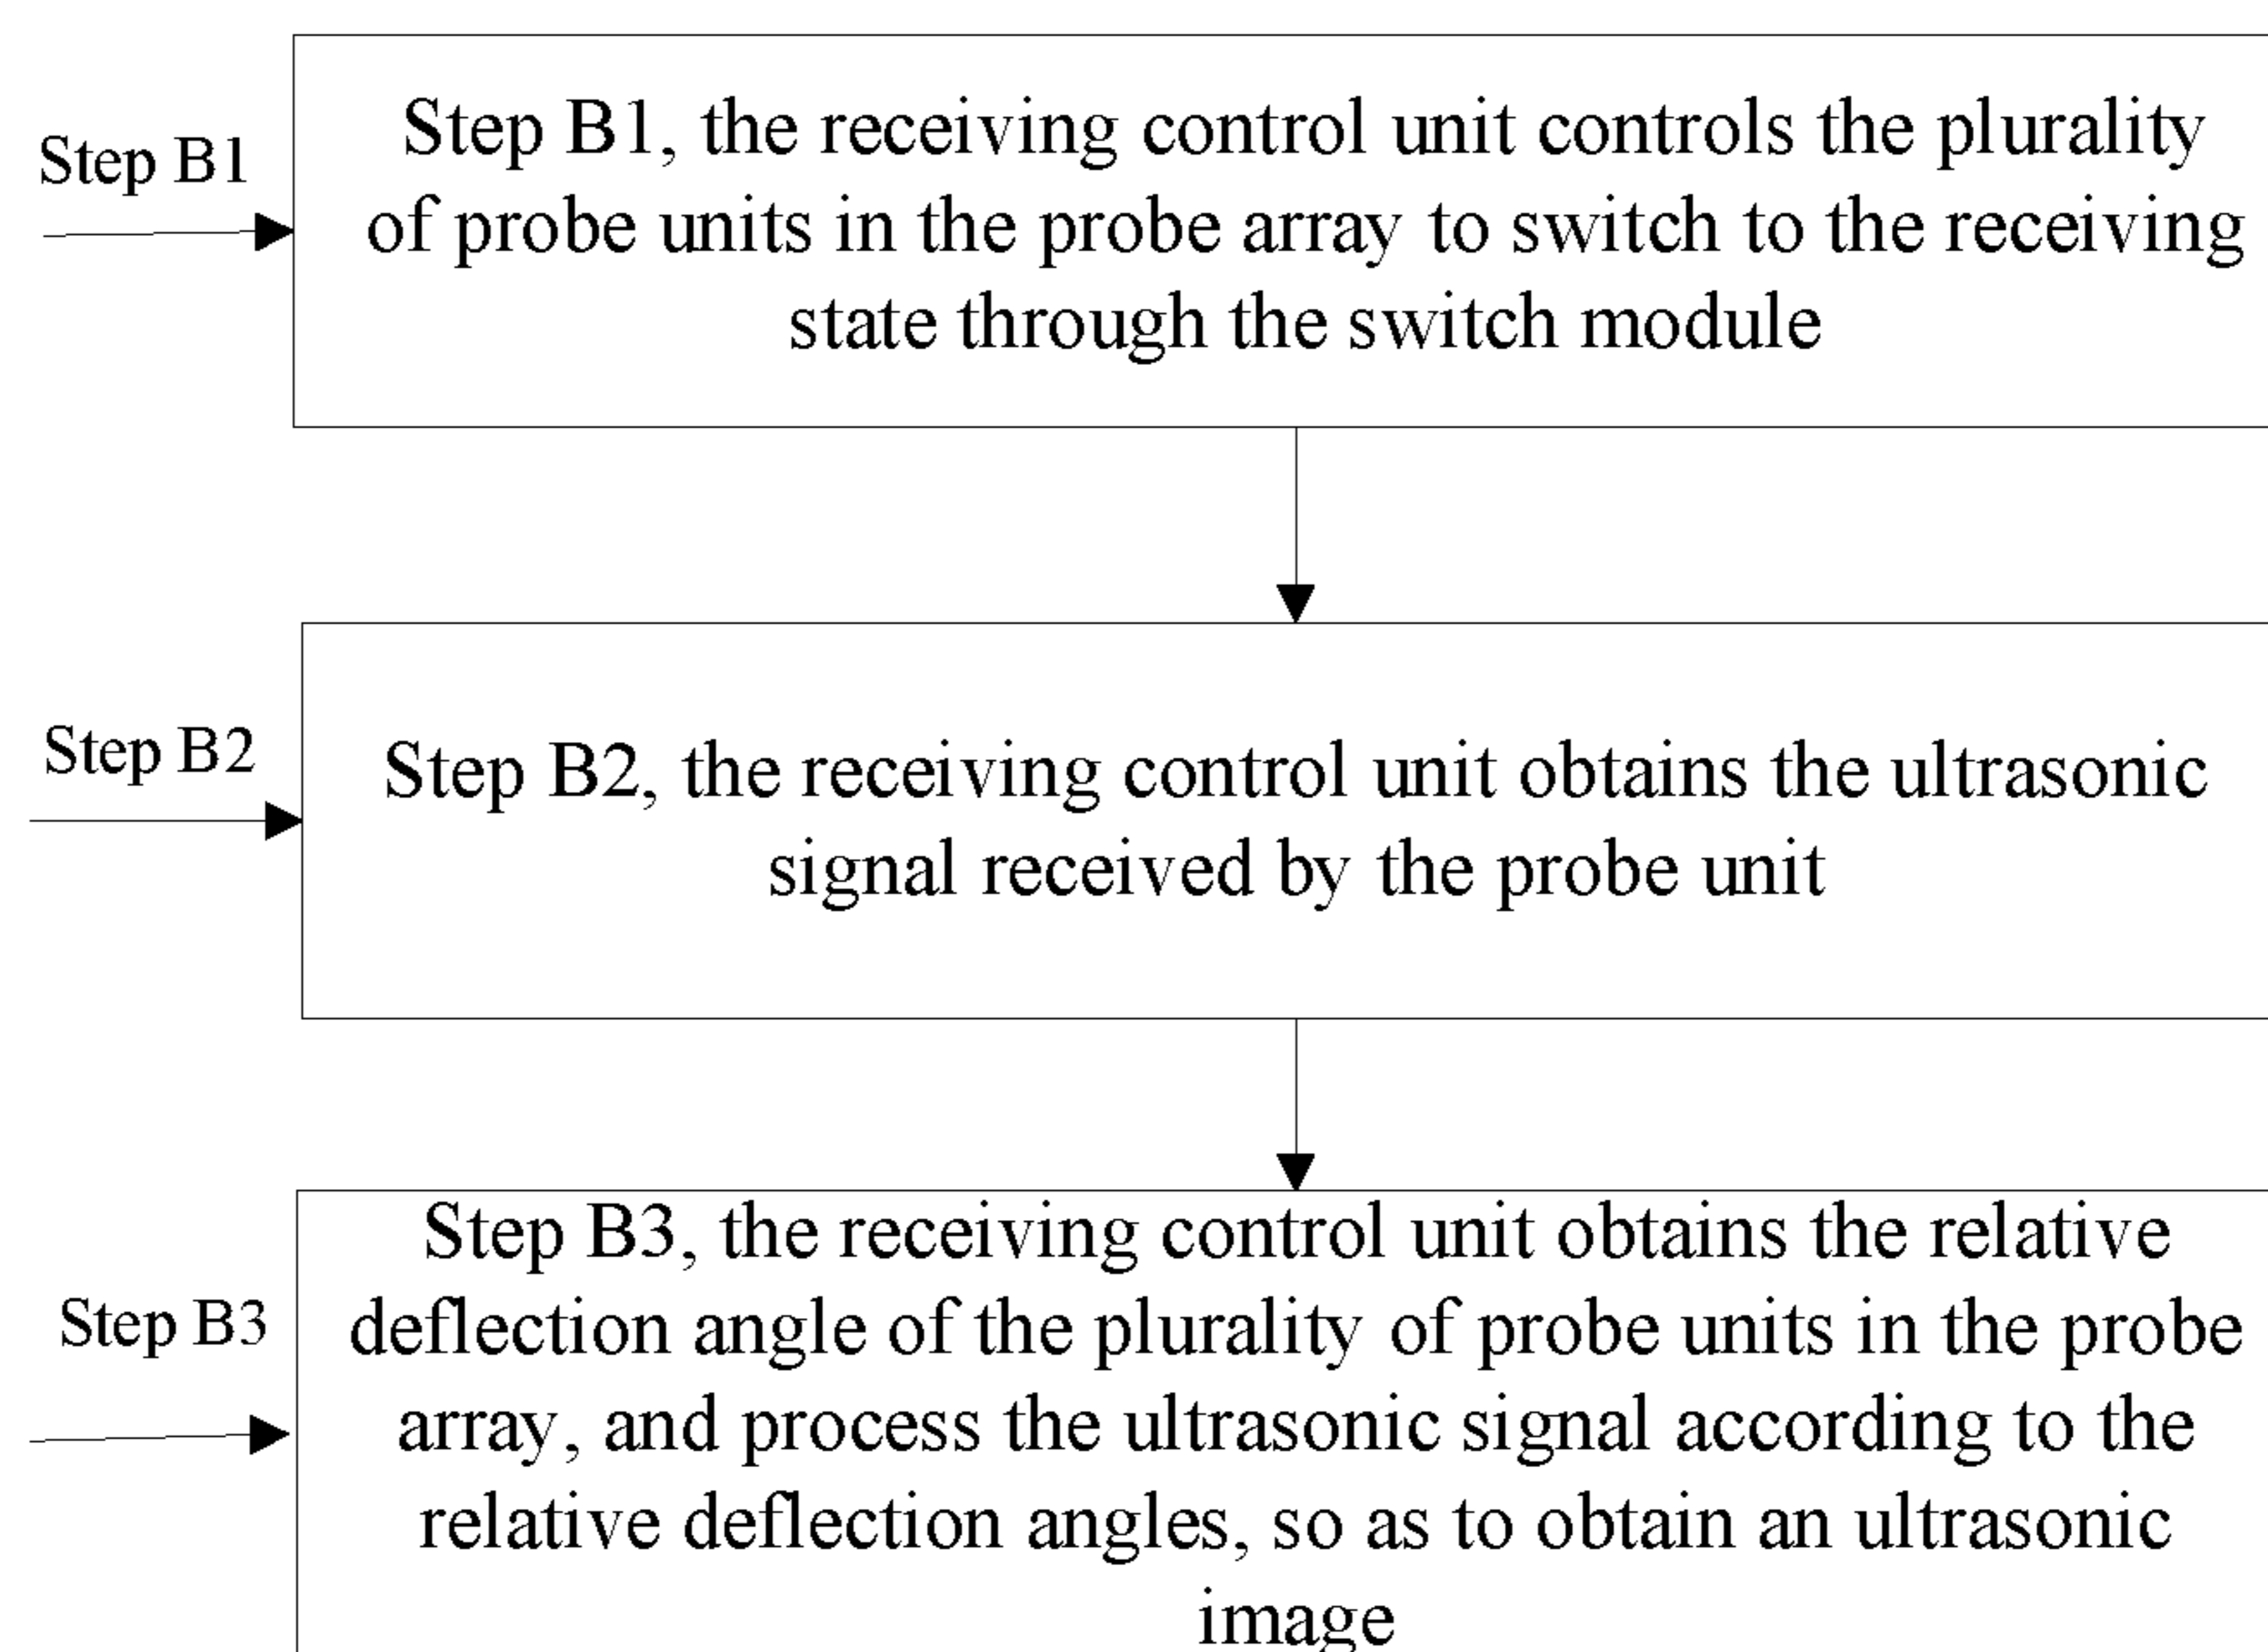 Step B1
Step B1, the receiving control unit controls the plurality
of probe units in the probe array to switch to the receiving
state through the switch module
Step B2
Step B2, the receiving control unit obtains the ultrasonic
signal received by the probe unit
Step B3
Step B3, the receiving control unit obtains the relative
deflection angle of the plurality of probe units in the probe
array, and process the ultrasonic signal according to the
relative deflection angles, so as to obtain an ultrasonic
image